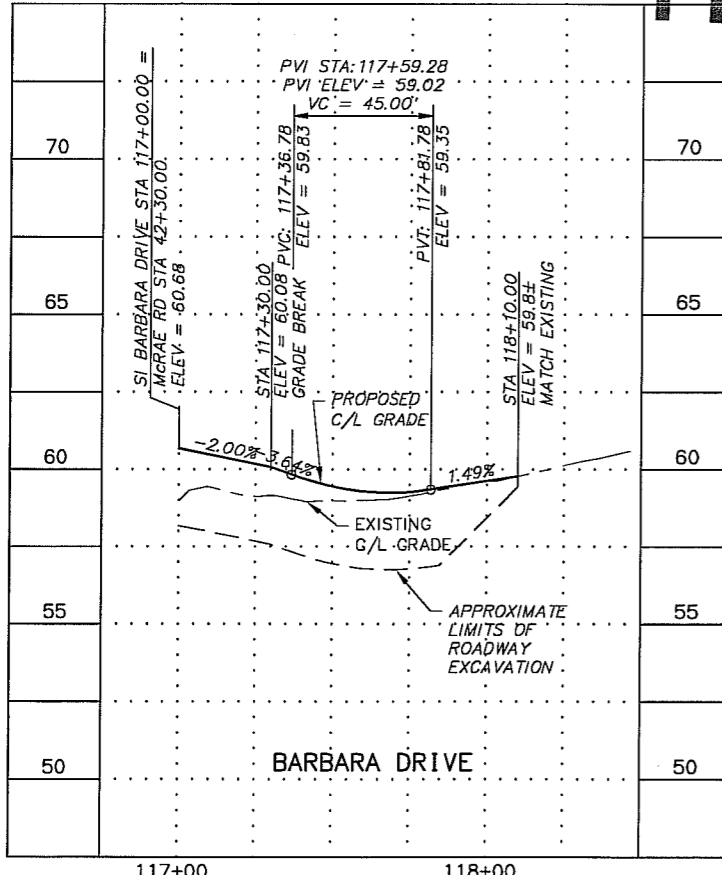 PVI STA: 117+59.28
PVI ELEV = 59.02
VC = 45.00'
SI BARBARA DRIVE STA 117+00.00 =
McRAE RD STA 42+30.00
ELEV = 60.68
STA 117+30.00
ELEV = 60.08
GRADE BREAK
PVC: 117+36.78
ELEV = 59.83
PVT: 117+81.78
ELEV = 59.35
STA 118+10.00
ELEV = 59.8±
MATCH EXISTING
70
70
65
65
60
60
55
55
50
50
PROPOSED
C/L GRADE
-2.00%
-3.64%
1.49%
EXISTING
C/L GRADE
APPROXIMATE
LIMITS OF
ROADWAY
EXCAVATION
BARBARA DRIVE
117+00
118+00